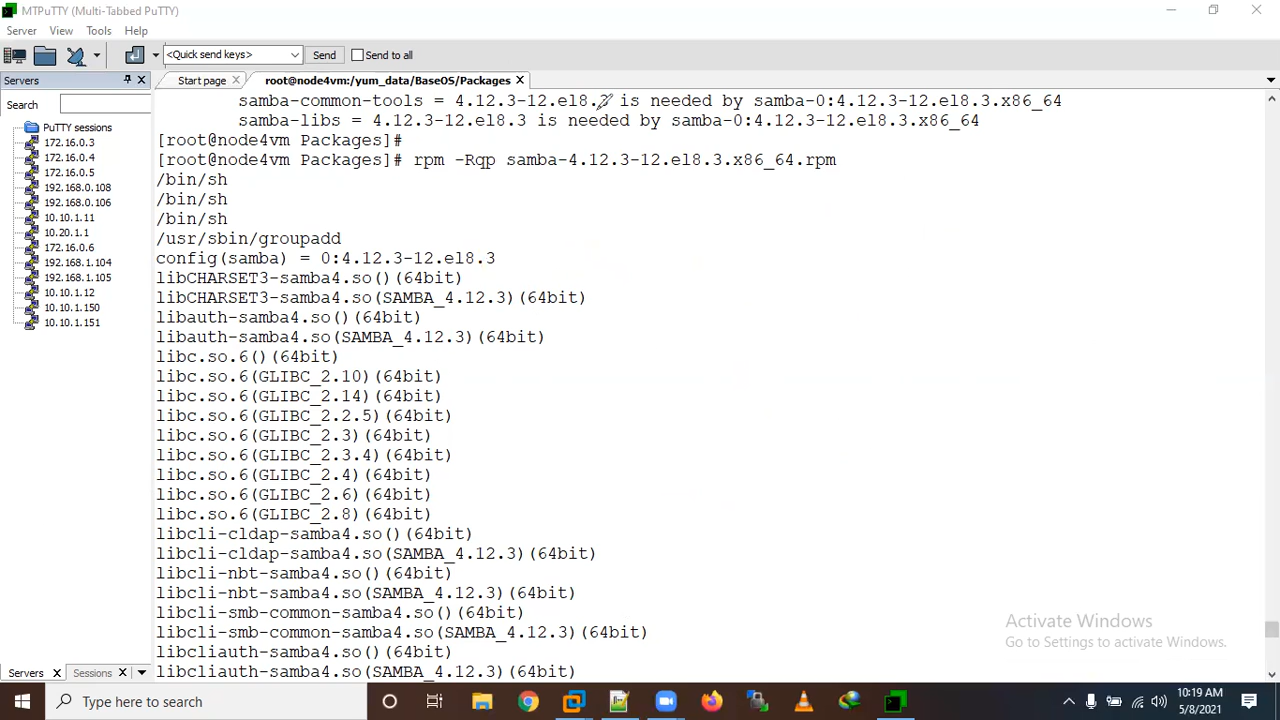 MTPuTTY (Multi-Tabbed PuTTY)
Server View Tools Help
<Quick send keys> Send Send to all
Servers
Start page root@node4vm:/yum_data/BaseOS/Packages
Search
PuTTY sessions
172.16.0.3
172.16.0.4
172.16.0.5
192.168.0.108
192.168.0.106
10.10.1.11
10.20.1.1
172.16.0.6
192.168.1.104
192.168.1.105
10.10.1.12
10.10.1.150
10.10.1.151
samba-common-tools = 4.12.3-12.el8.3 is needed by samba-0:4.12.3-12.el8.3.x86_64
samba-libs = 4.12.3-12.el8.3 is needed by samba-0:4.12.3-12.el8.3.x86_64
[root@node4vm Packages]#
[root@node4vm Packages]# rpm -Rqp samba-4.12.3-12.el8.3.x86_64.rpm
/bin/sh
/bin/sh
/bin/sh
/usr/sbin/groupadd
config(samba) = 0:4.12.3-12.el8.3
libCHARSET3-samba4.so()(64bit)
libCHARSET3-samba4.so(SAMBA_4.12.3)(64bit)
libauth-samba4.so()(64bit)
libauth-samba4.so(SAMBA_4.12.3)(64bit)
libc.so.6()(64bit)
libc.so.6(GLIBC_2.10)(64bit)
libc.so.6(GLIBC_2.14)(64bit)
libc.so.6(GLIBC_2.2.5)(64bit)
libc.so.6(GLIBC_2.3)(64bit)
libc.so.6(GLIBC_2.3.4)(64bit)
libc.so.6(GLIBC_2.4)(64bit)
libc.so.6(GLIBC_2.6)(64bit)
libc.so.6(GLIBC_2.8)(64bit)
libcli-cldap-samba4.so()(64bit)
libcli-cldap-samba4.so(SAMBA_4.12.3)(64bit)
libcli-nbt-samba4.so()(64bit)
libcli-nbt-samba4.so(SAMBA_4.12.3)(64bit)
libcli-smb-common-samba4.so()(64bit)
libcli-smb-common-samba4.so(SAMBA_4.12.3)(64bit)
libcliauth-samba4.so()(64bit)
libcliauth-samba4.so(SAMBA_4.12.3)(64bit)
Activate Windows
Go to Settings to activate Windows.
Servers Sessions
Type here to search
10:19 AM
5/8/2021